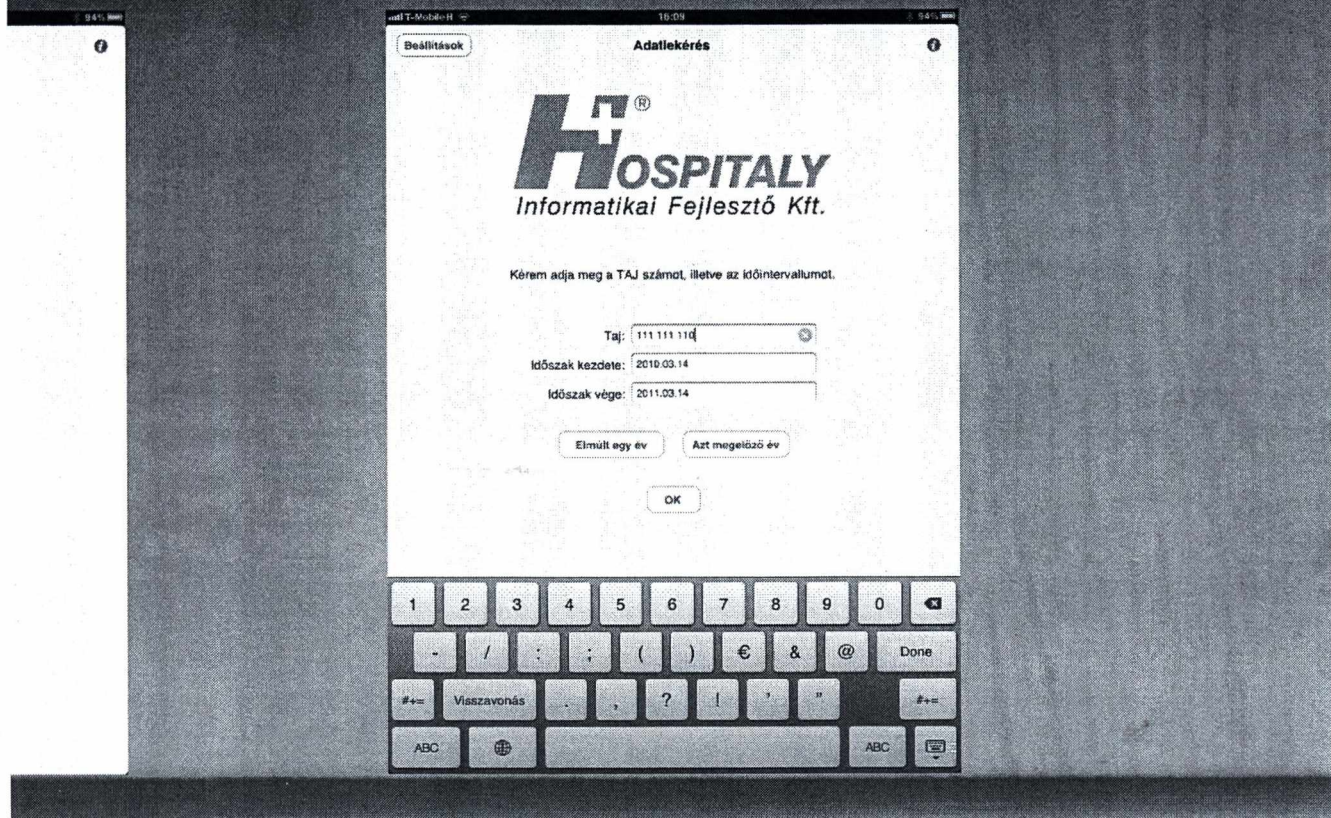 94%
T-Mobile H 16:09 94%
Beállítások Adatlekérés
H+®
HOSPITALY
Informatikai Fejlesztő Kft.
Kérem adja meg a TAJ számot, illetve az időintervallumot.
Taj: 111 111 110
Időszak kezdete: 2010.03.14
Időszak vége: 2011.03.14
Elmúlt egy év Azt megelőző év
OK
1 2 3 4 5 6 7 8 9 0
- / : ; ( ) € & @ Done
#+= Visszavonás . , ? ! ' " #+=
ABC ABC